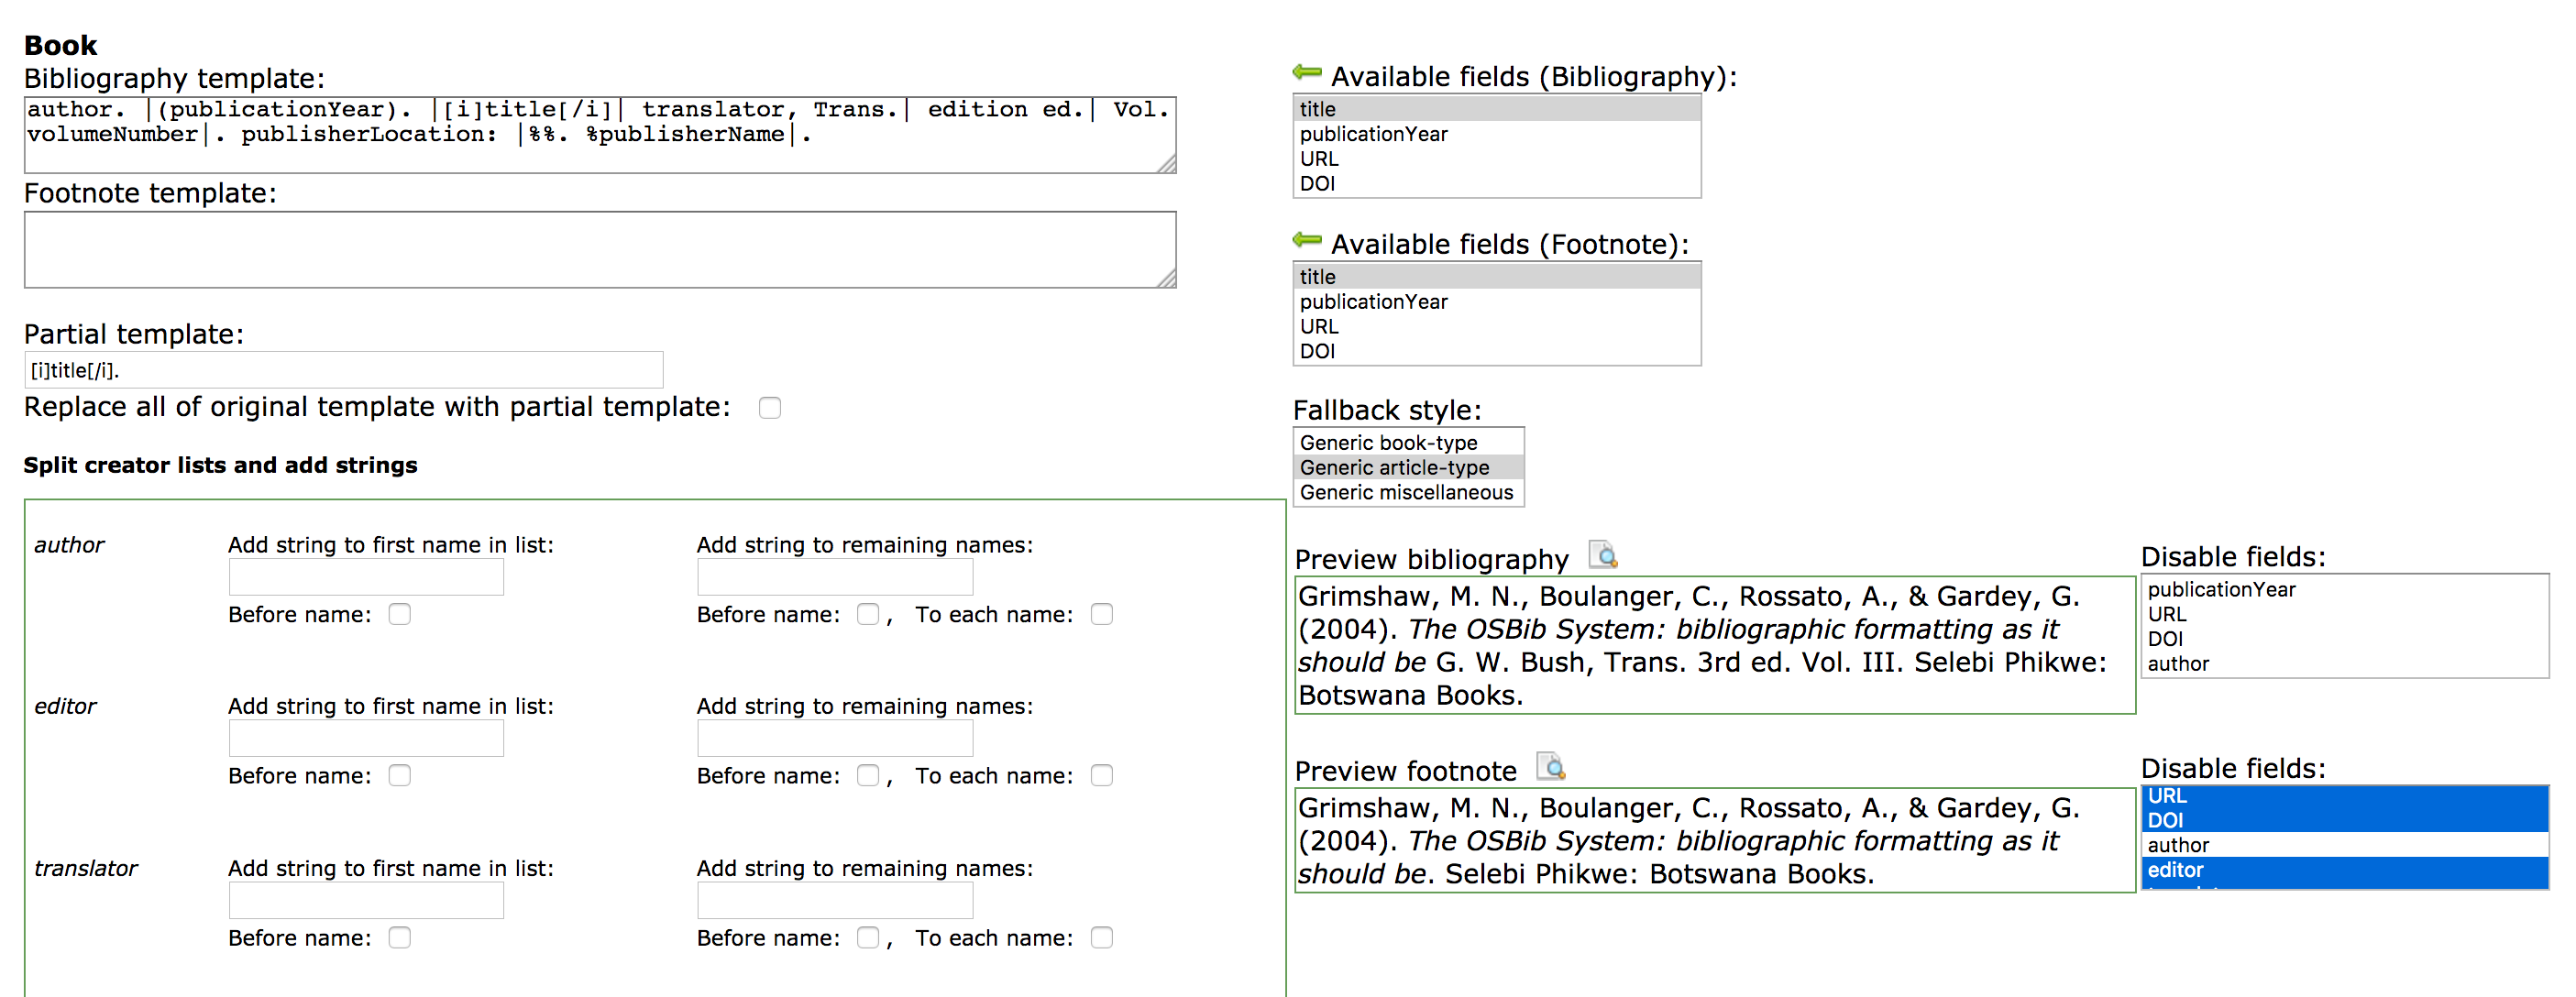 Book
Bibliography template:
author. |(publicationYear). |[i]title[/i]| translator, Trans.| edition ed.| Vol.
volumeNumber|. publisherLocation: |%%. %publisherName|.
Footnote template:
Partial template:
[i]title[/i].
Replace all of original template with partial template:
Split creator lists and add strings
author Add string to first name in list: Add string to remaining names:
Before name: Before name: , To each name:
editor Add string to first name in list: Add string to remaining names:
Before name: Before name: , To each name:
translator Add string to first name in list: Add string to remaining names:
Before name: Before name: , To each name:
Available fields (Bibliography):
title
publicationYear
URL
DOI
Available fields (Footnote):
title
publicationYear
URL
DOI
Fallback style:
Generic book-type
Generic article-type
Generic miscellaneous
Preview bibliography
Grimshaw, M. N., Boulanger, C., Rossato, A., & Gardey, G.
(2004). The OSBib System: bibliographic formatting as it
should be G. W. Bush, Trans. 3rd ed. Vol. III. Selebi Phikwe:
Botswana Books.
Disable fields:
publicationYear
URL
DOI
author
Preview footnote
Grimshaw, M. N., Boulanger, C., Rossato, A., & Gardey, G.
(2004). The OSBib System: bibliographic formatting as it
should be. Selebi Phikwe: Botswana Books.
Disable fields:
URL
DOI
author
editor